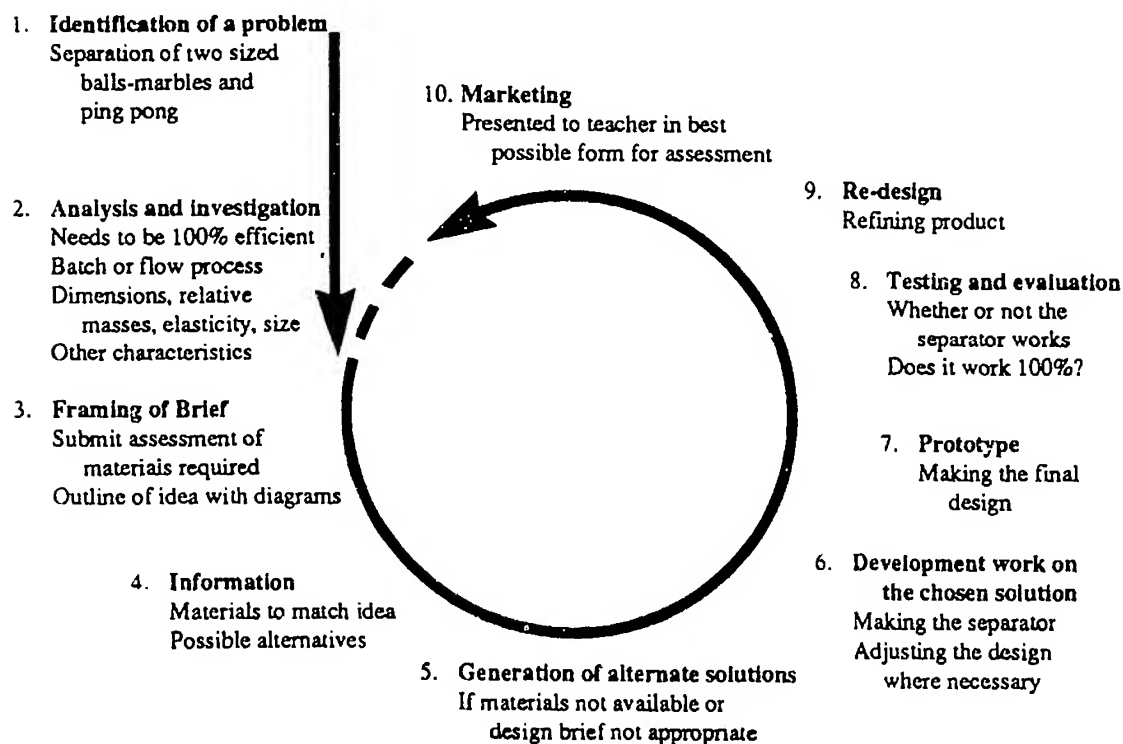 1. Identification of a problem
Separation of two sized
balls-marbles and
ping pong
2. Analysis and investigation
Needs to be 100% efficient
Batch or flow process
Dimensions, relative
masses, elasticity, size
Other characteristics
3. Framing of Brief
Submit assessment of
materials required
Outline of idea with diagrams
4. Information
Materials to match idea
Possible alternatives
5. Generation of alternate solutions
If materials not available or
design brief not appropriate
6. Development work on
the chosen solution
Making the separator
Adjusting the design
where necessary
7. Prototype
Making the final
design
8. Testing and evaluation
Whether or not the
separator works
Does it work 100%?
9. Re-design
Refining product
10. Marketing
Presented to teacher in best
possible form for assessment